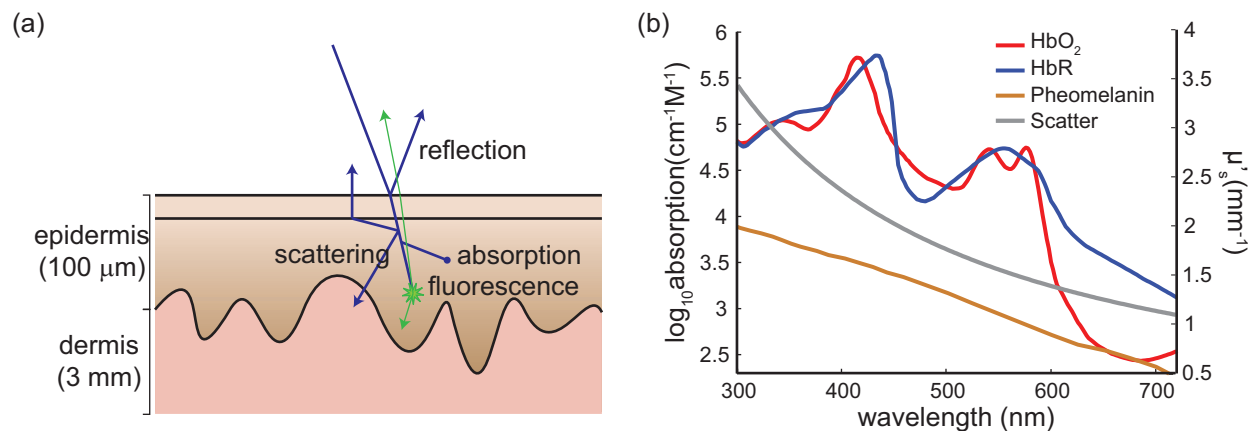 (a)
reflection
scattering
absorption
fluorescence
epidermis
(100 μm)
dermis
(3 mm)
(b)
HbO₂
HbR
Pheomelanin
Scatter
log₁₀absorption(cm⁻¹M⁻¹)
6
5.5
5
4.5
4
3.5
3
2.5
300
400
500
600
700
wavelength (nm)
4
3.5
3
2.5
2
1.5
1
0.5
μ'ₛ(mm⁻¹)